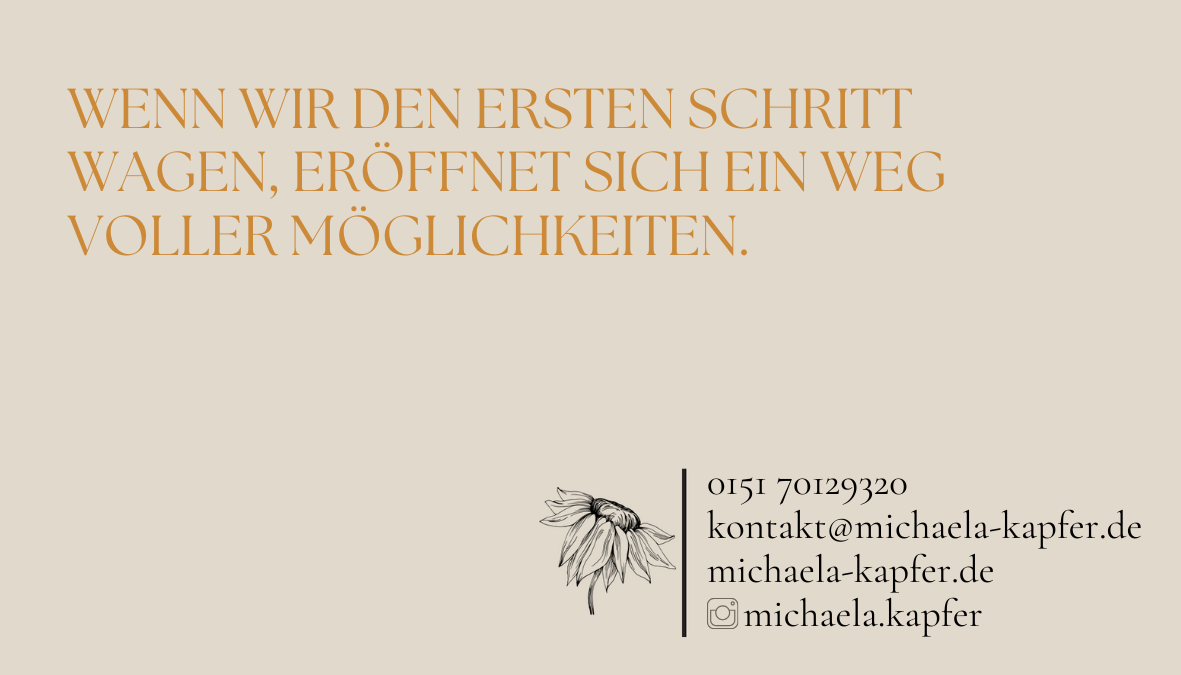 WENN WIR DEN ERSTEN SCHRITT
WAGEN, ERÖFFNET SICH EIN WEG
VOLLER MÖGLICHKEITEN.
0151 70129320
kontakt@michaela-kapfer.de
michaela-kapfer.de
michaela.kapfer